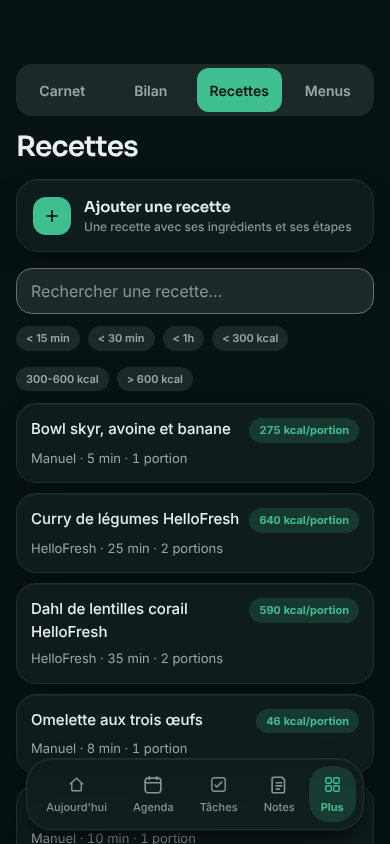 Carnet
Bilan
Recettes
Menus
Recettes
Ajouter une recette
Une recette avec ses ingrédients et ses étapes
Rechercher une recette...
< 15 min
< 30 min
< 1h
< 300 kcal
300-600 kcal
> 600 kcal
Bowl skyr, avoine et banane
275 kcal/portion
Manuel · 5 min · 1 portion
Curry de légumes HelloFresh
640 kcal/portion
HelloFresh · 25 min · 2 portions
Dahl de lentilles corail
HelloFresh
590 kcal/portion
HelloFresh · 35 min · 2 portions
Omelette aux trois œufs
46 kcal/portion
Manuel · 8 min · 1 portion
Aujourd'hui
Agenda
Tâches
Notes
Plus
Manuel · 10 min · 1 portion